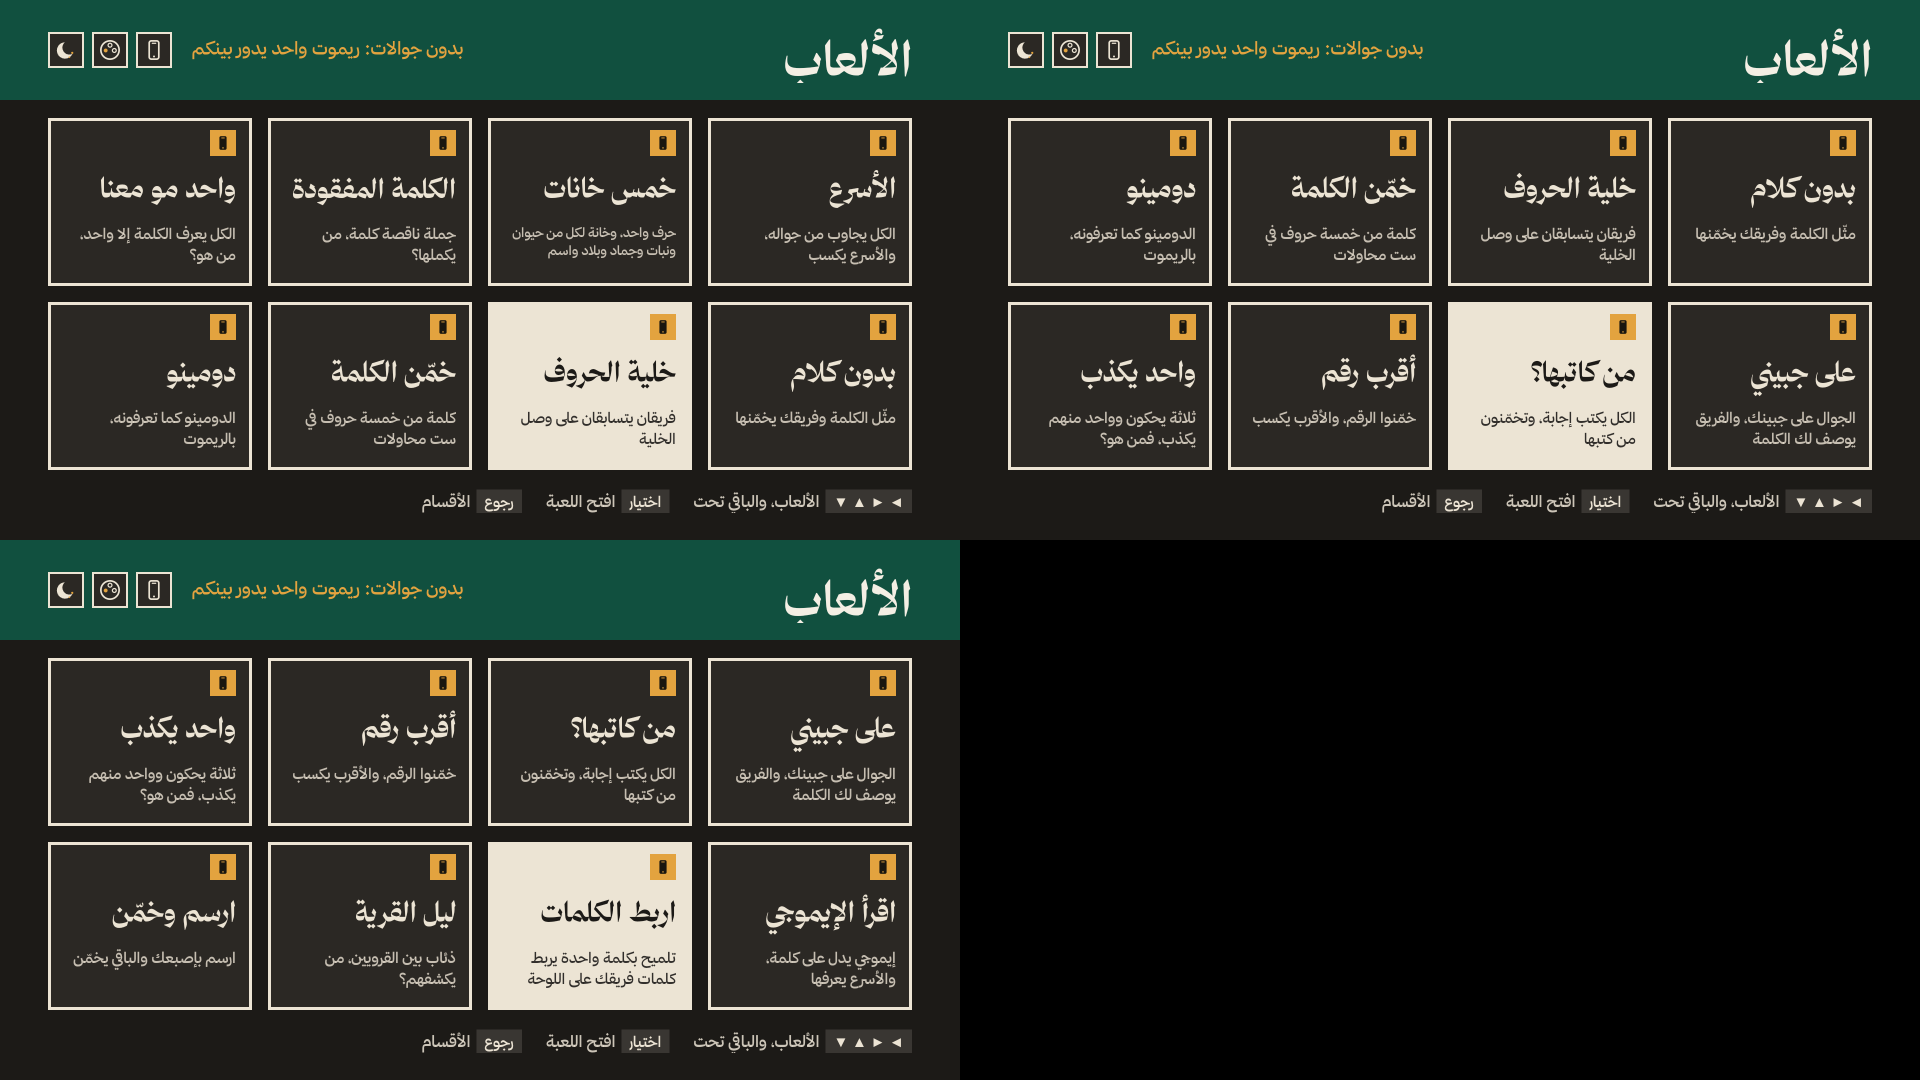 الألعاب
بدون جوالات: ريموت واحد يدور بينكم
الأسرع
الكل يجاوب من جواله،
والأسرع يكسب
خمس خانات
حرف واحد، وخانة لكل من حيوان
ونبات وجماد وبلاد واسم
الكلمة المفقودة
جملة ناقصة كلمة، من
يكملها؟
واحد مو معنا
الكل يعرف الكلمة إلا واحد،
من هو؟
بدون كلام
مثّل الكلمة وفريقك يخمّنها
خلية الحروف
فريقان يتسابقان على وصل
الخلية
خمّن الكلمة
كلمة من خمسة حروف في
ست محاولات
دومينو
الدومينو كما تعرفونه،
بالريموت
◄ ► ▲ ▼ الألعاب، والباقي تحت اختيار افتح اللعبة رجوع الأقسام
الألعاب
بدون جوالات: ريموت واحد يدور بينكم
بدون كلام
مثّل الكلمة وفريقك يخمّنها
خلية الحروف
فريقان يتسابقان على وصل
الخلية
خمّن الكلمة
كلمة من خمسة حروف في
ست محاولات
دومينو
الدومينو كما تعرفونه،
بالريموت
على جبيني
الجوال على جبينك، والفريق
يوصف لك الكلمة
من كاتبها؟
الكل يكتب إجابة، وتخمّنون
من كتبها
أقرب رقم
خمّنوا الرقم، والأقرب يكسب
واحد يكذب
ثلاثة يحكون وواحد منهم
يكذب، فمن هو؟
◄ ► ▲ ▼ الألعاب، والباقي تحت اختيار افتح اللعبة رجوع الأقسام
الألعاب
بدون جوالات: ريموت واحد يدور بينكم
على جبيني
الجوال على جبينك، والفريق
يوصف لك الكلمة
من كاتبها؟
الكل يكتب إجابة، وتخمّنون
من كتبها
أقرب رقم
خمّنوا الرقم، والأقرب يكسب
واحد يكذب
ثلاثة يحكون وواحد منهم
يكذب، فمن هو؟
اقرأ الإيموجي
إيموجي يدل على كلمة،
والأسرع يعرفها
اربط الكلمات
تلميح بكلمة واحدة يربط
كلمات فريقك على اللوحة
ليل القرية
ذئاب بين القرويين، من
يكشفهم؟
ارسم وخمّن
ارسم بإصبعك والباقي يخمّن
◄ ► ▲ ▼ الألعاب، والباقي تحت اختيار افتح اللعبة رجوع الأقسام